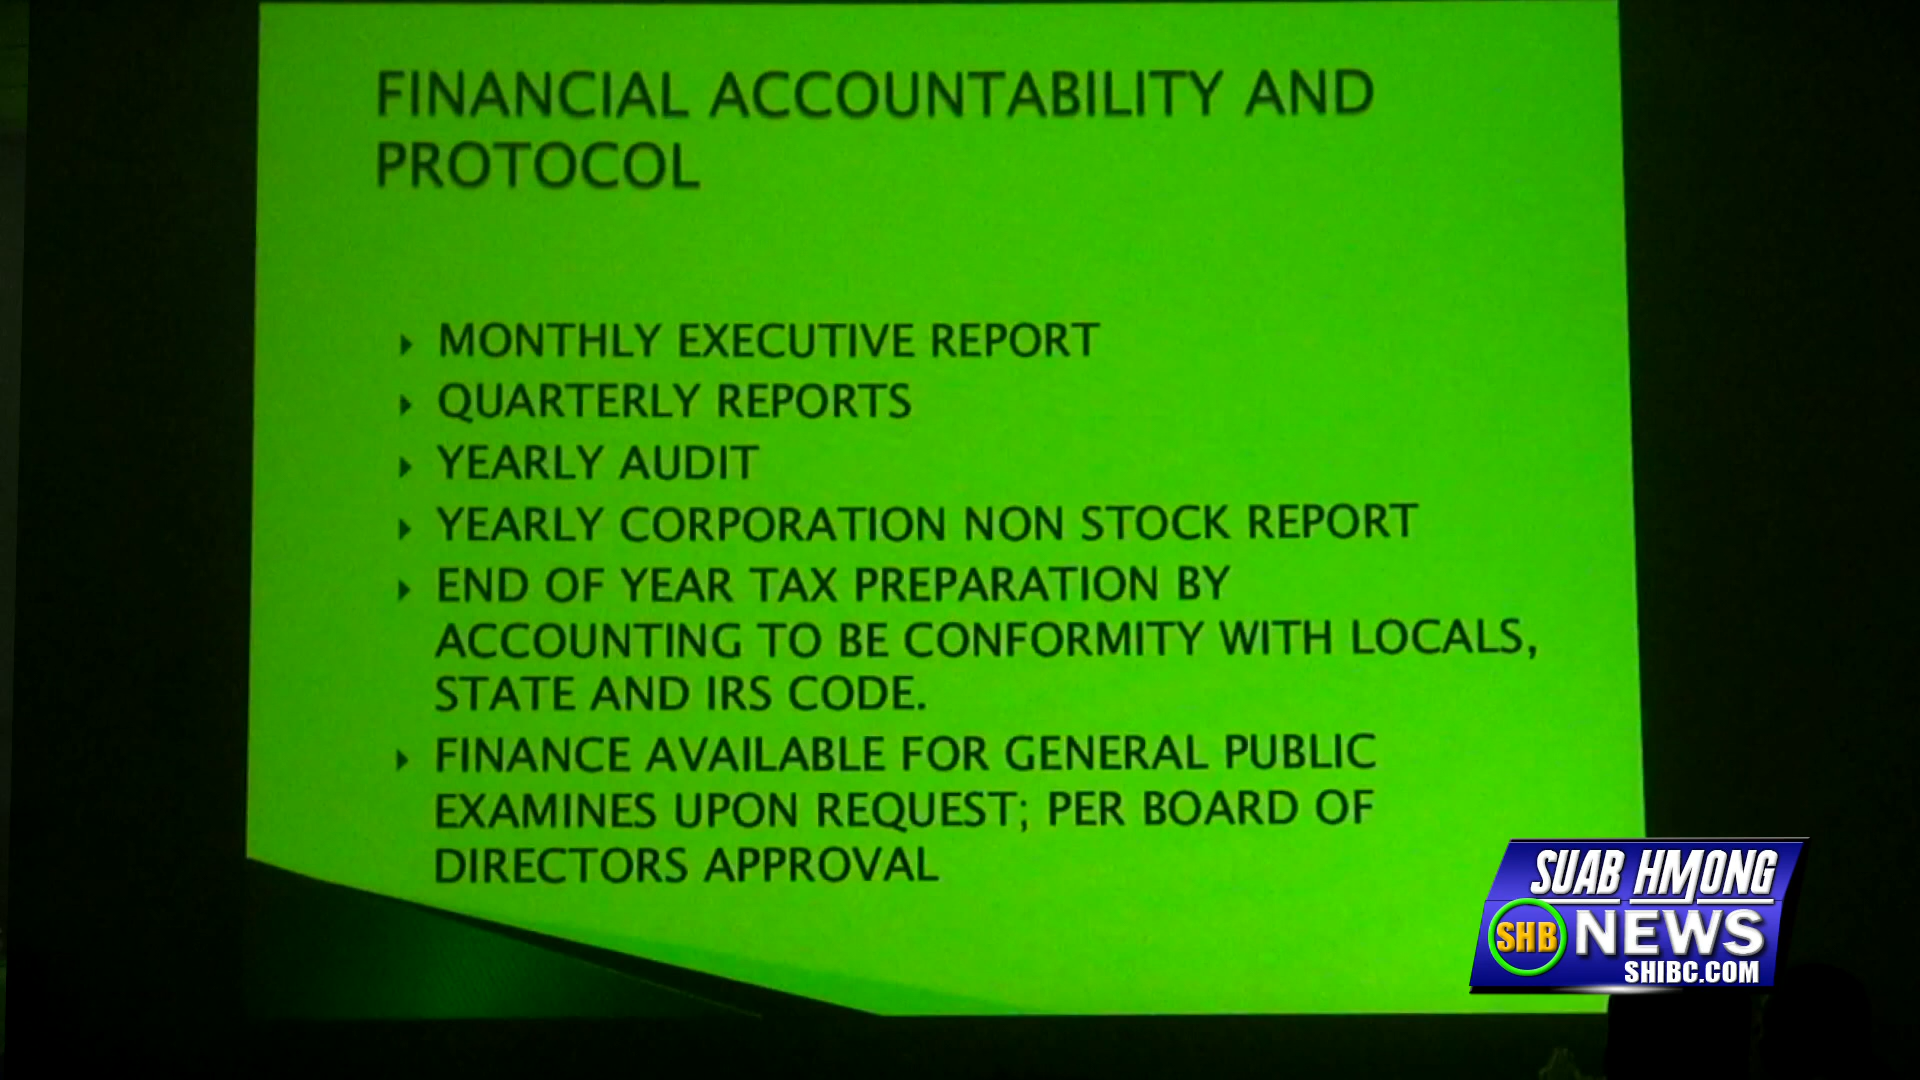 FINANCIAL ACCOUNTABILITY AND
PROTOCOL
MONTHLY EXECUTIVE REPORT
QUARTERLY REPORTS
YEARLY AUDIT
YEARLY CORPORATION NON STOCK REPORT
END OF YEAR TAX PREPARATION BY
ACCOUNTING TO BE CONFORMITY WITH LOCALS,
STATE AND IRS CODE.
FINANCE AVAILABLE FOR GENERAL PUBLIC
EXAMINES UPON REQUEST; PER BOARD OF
DIRECTORS APPROVAL
SUAB HMONG
SHB NEWS
SHIBC.COM